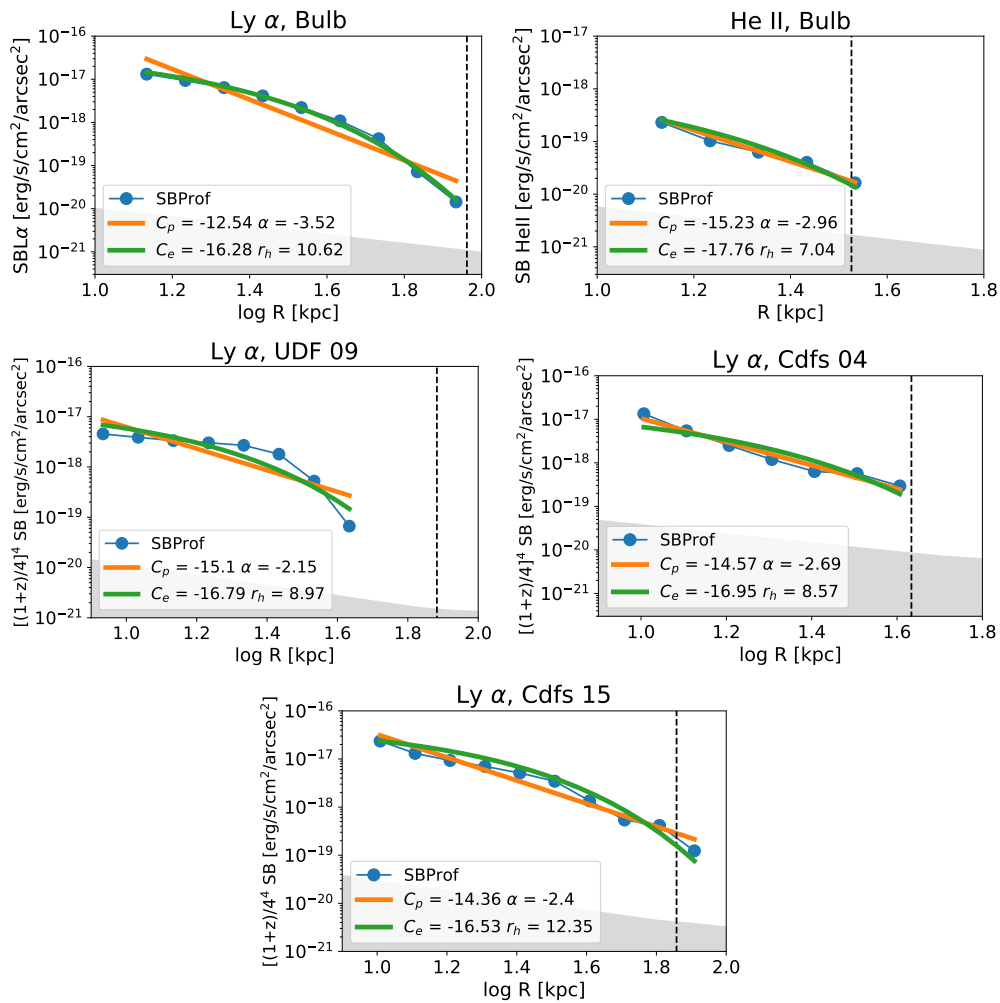 Ly α, Bulb
SBLα [erg/s/cm²/arcsec²]
10⁻¹⁶
10⁻¹⁷
10⁻¹⁸
10⁻¹⁹
10⁻²⁰
10⁻²¹
SBProf
C_p = -12.54 α = -3.52
C_e = -16.28 r_h = 10.62
1.0 1.2 1.4 1.6 1.8 2.0
log R [kpc]
He II, Bulb
SB HeII [erg/s/cm²/arcsec²]
10⁻¹⁷
10⁻¹⁸
10⁻¹⁹
10⁻²⁰
10⁻²¹
SBProf
C_p = -15.23 α = -2.96
C_e = -17.76 r_h = 7.04
1.0 1.2 1.4 1.6 1.8
R [kpc]
Ly α, UDF 09
[(1+z)/4]⁴ SB [erg/s/cm²/arcsec²]
10⁻¹⁶
10⁻¹⁷
10⁻¹⁸
10⁻¹⁹
10⁻²⁰
10⁻²¹
SBProf
C_p = -15.1 α = -2.15
C_e = -16.79 r_h = 8.97
1.0 1.2 1.4 1.6 1.8 2.0
log R [kpc]
Ly α, Cdfs 04
[(1+z)/4]⁴ SB [erg/s/cm²/arcsec²]
10⁻¹⁶
10⁻¹⁷
10⁻¹⁸
10⁻¹⁹
10⁻²⁰
10⁻²¹
SBProf
C_p = -14.57 α = -2.69
C_e = -16.95 r_h = 8.57
1.0 1.2 1.4 1.6 1.8
log R [kpc]
Ly α, Cdfs 15
[(1+z)/4⁴ SB [erg/s/cm²/arcsec²]
10⁻¹⁶
10⁻¹⁷
10⁻¹⁸
10⁻¹⁹
10⁻²⁰
10⁻²¹
SBProf
C_p = -14.36 α = -2.4
C_e = -16.53 r_h = 12.35
1.0 1.2 1.4 1.6 1.8 2.0
log R [kpc]